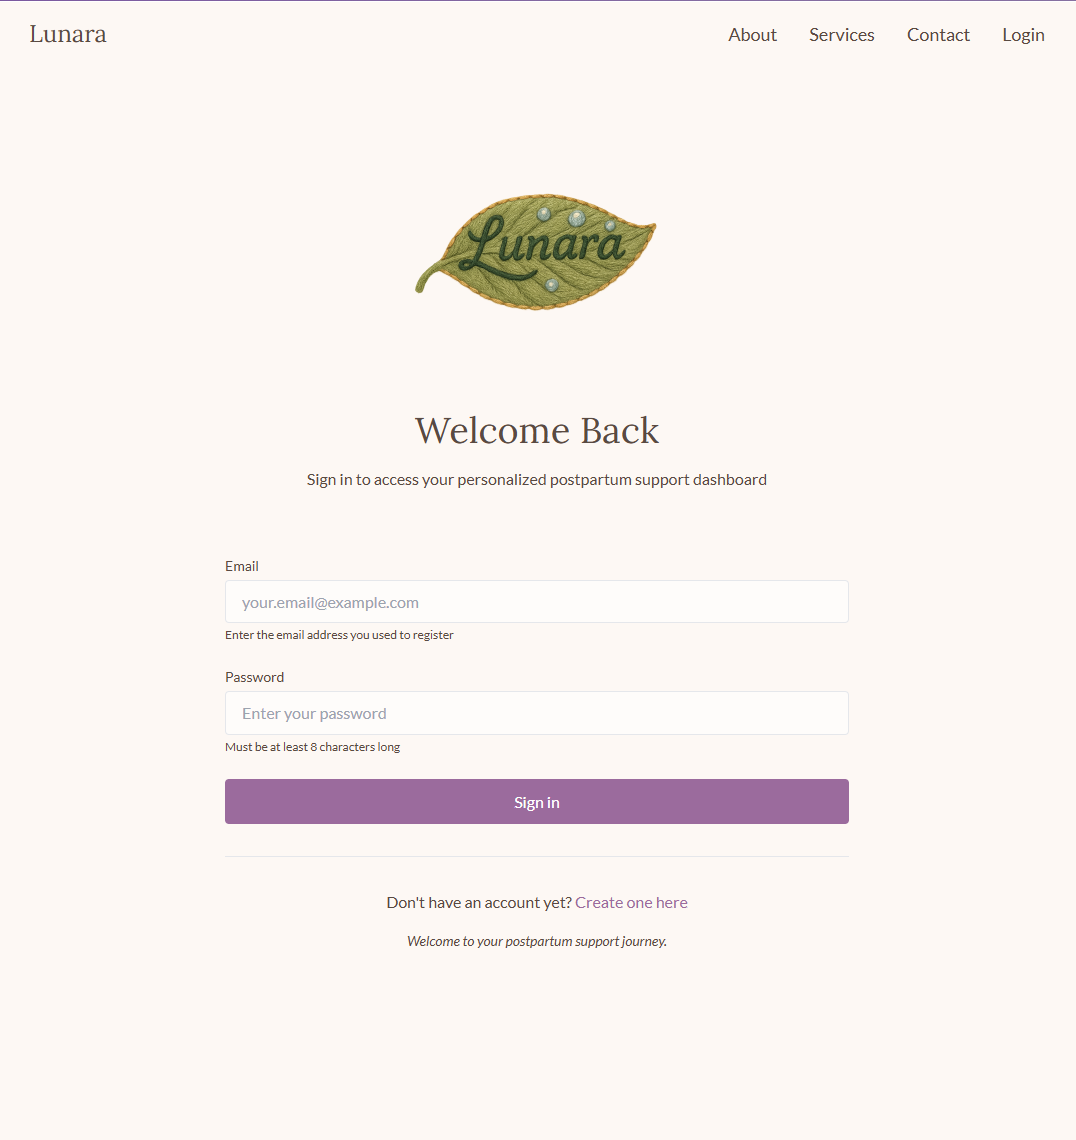 Lunara
About Services Contact Login
Lunara
Welcome Back
Sign in to access your personalized postpartum support dashboard
Email
your.email@example.com
Enter the email address you used to register
Password
Enter your password
Must be at least 8 characters long
Sign in
Don't have an account yet? Create one here
Welcome to your postpartum support journey.